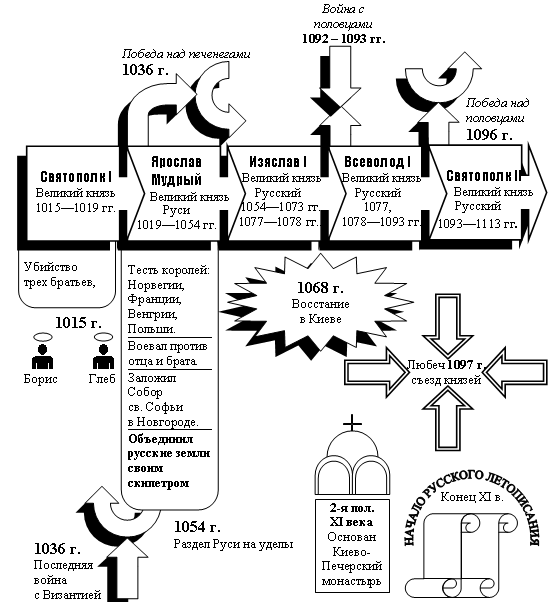 Война с
половцами
1092 – 1093 гг.
Победа над печенегами
1036 г.
Победа над
половцами
1096 г.
Святополк I
Великий князь
1015—1019 гг.
Ярослав
Мудрый
Великий князь
Руси
1019—1054 гг.
Изяслав I
Великий князь
Русский
1054—1073 гг.
1077—1078 гг.
Всеволод I
Великий князь
Русский
1077,
1078—1093 гг.
Святополк II
Великий князь
Русский
1093—1113 гг.
Убийство
трех братьев,
1015 г.
Борис
Глеб
Тесть королей:
Норвегии,
Франции,
Венгрии,
Польши.
Воевал против
отца и брата.
Заложил
Собор
св. Софьи
в Новгороде.
Объединил
русские земли
своим
скипетром
1068 г.
Восстание
в Киеве
Любеч 1097 г.
съезд князей
1036 г.
Последняя
война
с Византией
1054 г.
Раздел Руси на уделы
2-я пол.
XI века
Основан
Киево-
Печерский
монастырь
НАЧАЛО РУССКОГО ЛЕТОПИСАНИЯ
Конец XI в.